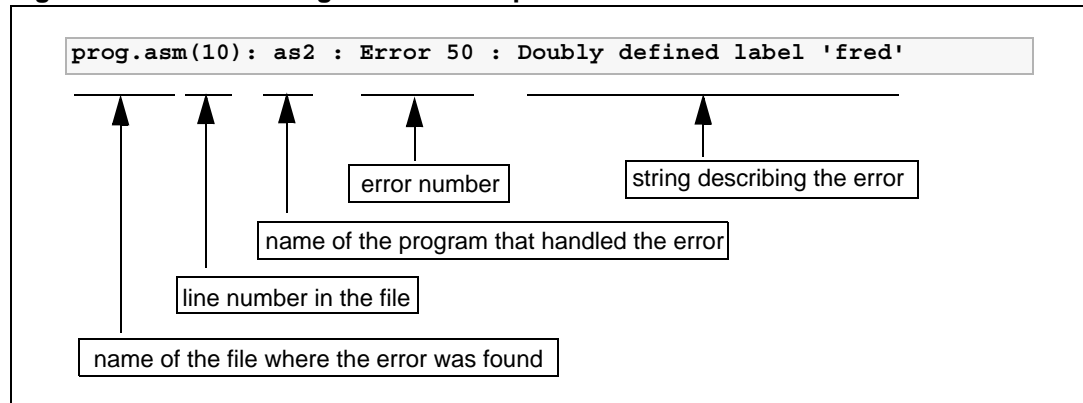 prog.asm(10): as2 : Error 50 : Doubly defined label 'fred'
error number
string describing the error
name of the program that handled the error
line number in the file
name of the file where the error was found